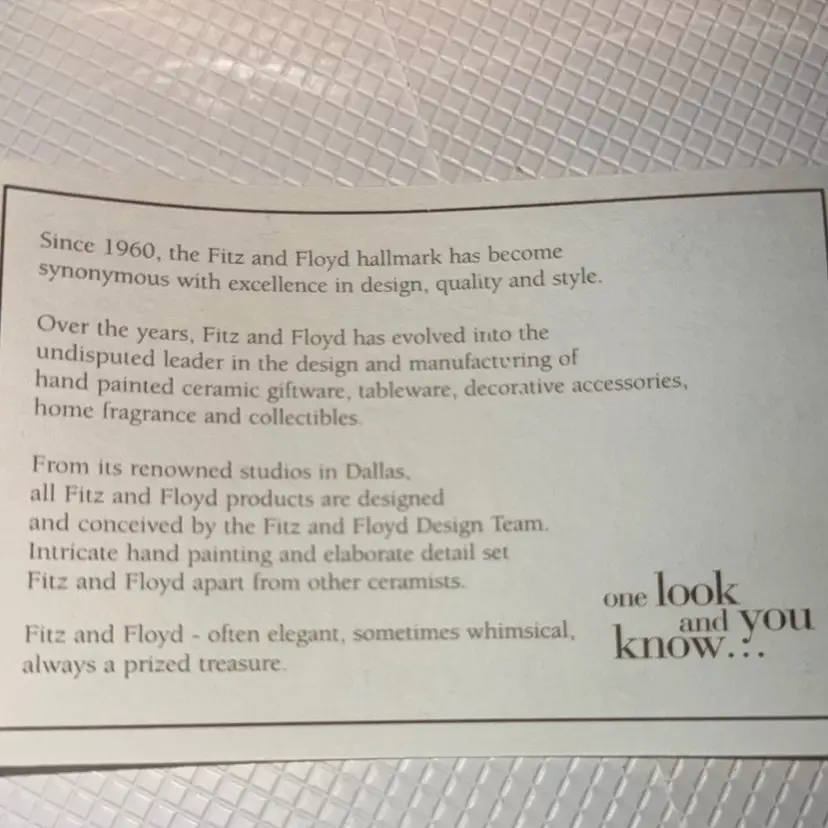 Since 1960, the Fitz and Floyd hallmark has become
synonymous with excellence in design, quality and style.
Over the years, Fitz and Floyd has evolved into the
undisputed leader in the design and manufacturing of
hand painted ceramic giftware, tableware, decorative accessories,
home fragrance and collectibles.
From its renowned studios in Dallas,
all Fitz and Floyd products are designed
and conceived by the Fitz and Floyd Design Team.
Intricate hand painting and elaborate detail set
Fitz and Floyd apart from other ceramists.
Fitz and Floyd - often elegant, sometimes whimsical,
always a prized treasure.
one look
and you
know...